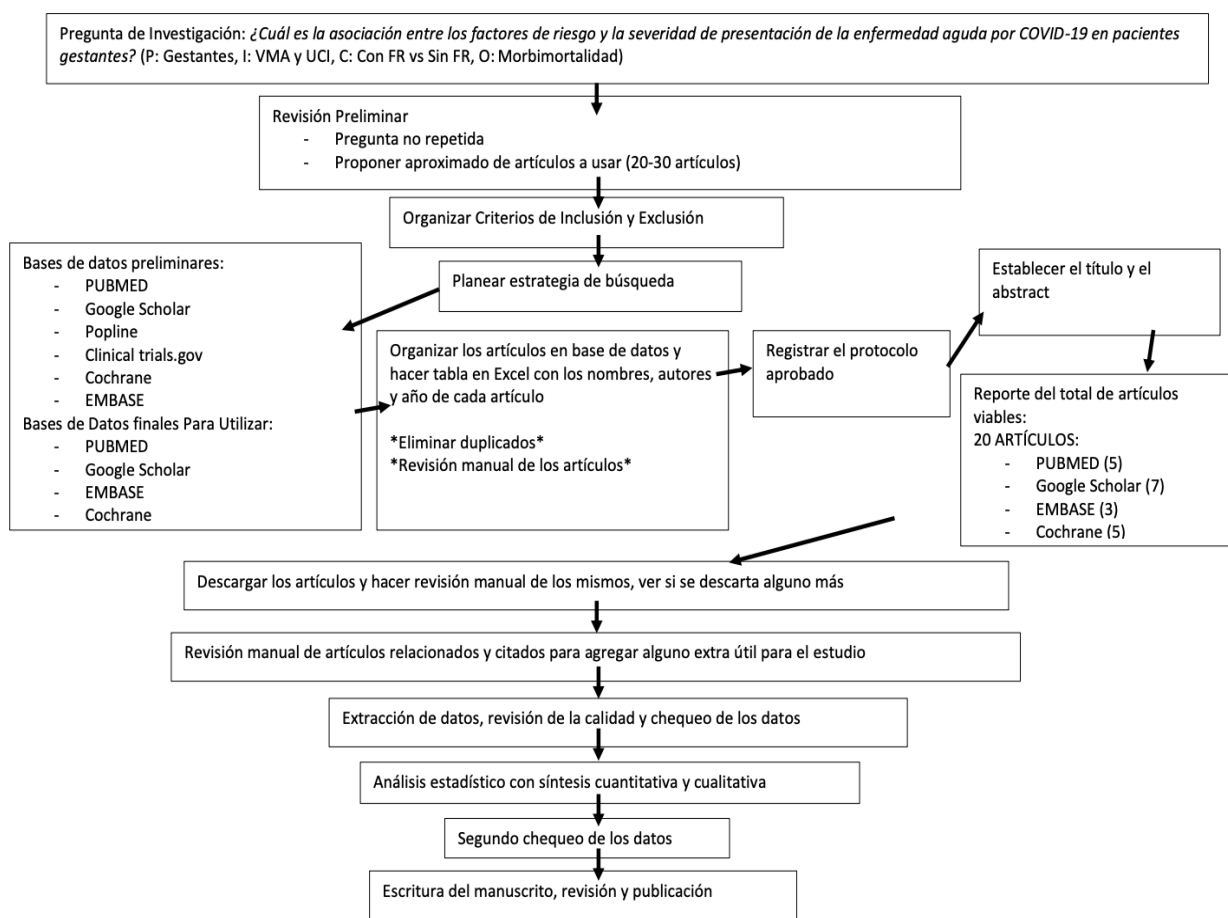 Pregunta de Investigación: ¿Cuál es la asociación entre los factores de riesgo y la severidad de presentación de la enfermedad aguda por COVID-19 en pacientes
gestantes? (P: Gestantes, I: VMA y UCI, C: Con FR vs Sin FR, O: Morbimortalidad)
Revisión Preliminar
- Pregunta no repetida
- Proponer aproximado de artículos a usar (20-30 artículos)
Organizar Criterios de Inclusión y Exclusión
Planear estrategia de búsqueda
Bases de datos preliminares:
- PUBMED
- Google Scholar
- Popline
- Clinical trials.gov
- Cochrane
- EMBASE
Bases de Datos finales Para Utilizar:
- PUBMED
- Google Scholar
- EMBASE
- Cochrane
Organizar los artículos en base de datos y
hacer tabla en Excel con los nombres, autores
y año de cada artículo
*Eliminar duplicados*
*Revisión manual de los artículos*
Registrar el protocolo
aprobado
Establecer el título y el
abstract
Reporte del total de artículos
viables:
20 ARTÍCULOS:
- PUBMED (5)
- Google Scholar (7)
- EMBASE (3)
- Cochrane (5)
Descargar los artículos y hacer revisión manual de los mismos, ver si se descarta alguno más
Revisión manual de artículos relacionados y citados para agregar alguno extra útil para el estudio
Extracción de datos, revisión de la calidad y chequeo de los datos
Análisis estadístico con síntesis cuantitativa y cualitativa
Segundo chequeo de los datos
Escritura del manuscrito, revisión y publicación